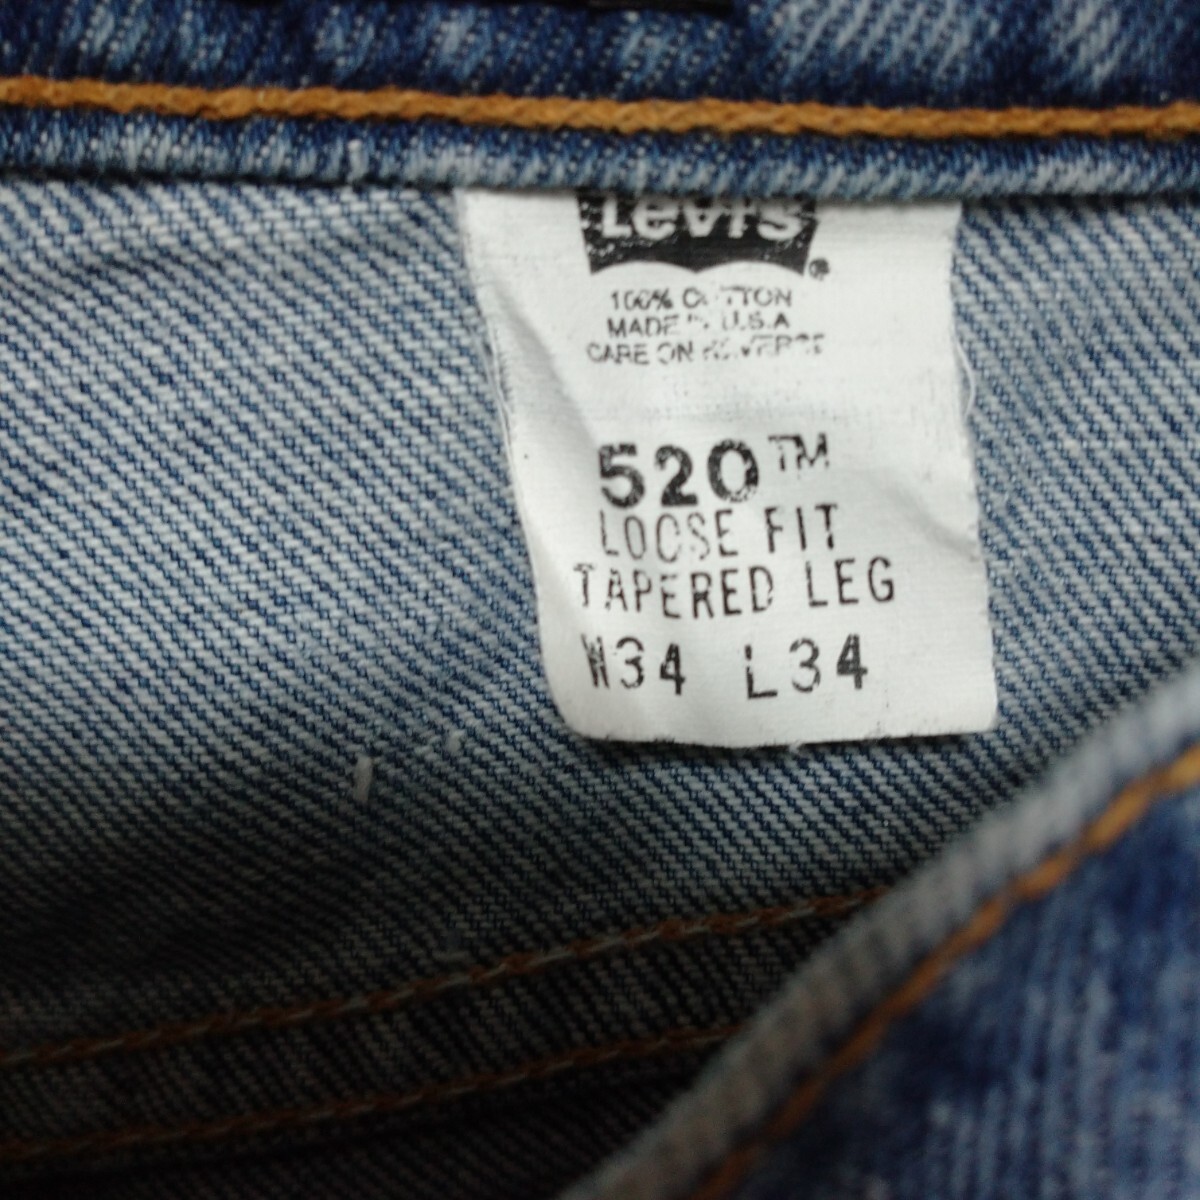 Levi's
®
100% COTTON
MADE IN U.S.A
CARE ON REVERSE
520™
LOOSE FIT
TAPERED LEG
W34 L34